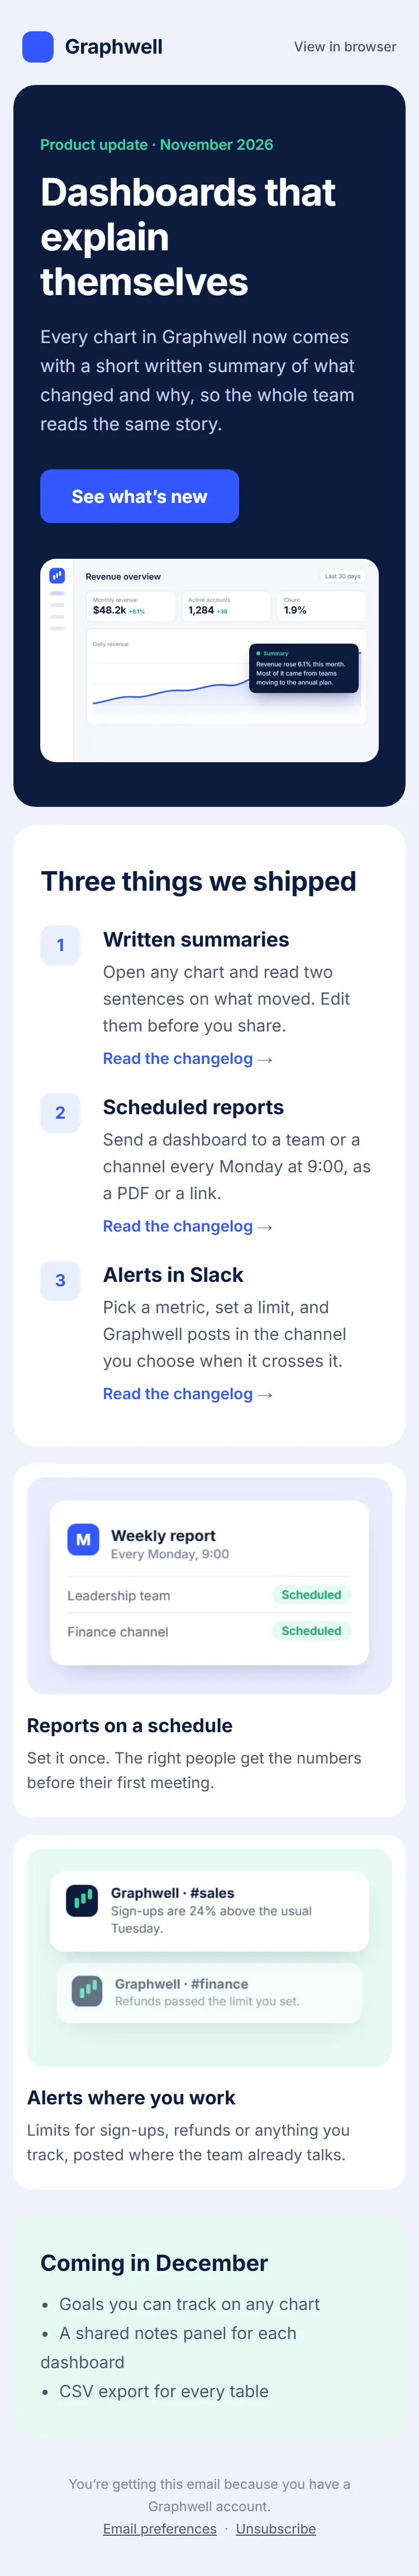 Graphwell
View in browser
Product update · November 2026
Dashboards that
explain
themselves
Every chart in Graphwell now comes
with a short written summary of what
changed and why, so the whole team
reads the same story.
See what’s new
Revenue overview
Last 30 days
Monthly revenue
$48.2k +6.1%
Active accounts
1,284 +38
Churn
1.9%
Daily revenue
Summary
Revenue rose 6.1% this month.
Most of it came from teams
moving to the annual plan.
Three things we shipped
1
Written summaries
Open any chart and read two
sentences on what moved. Edit
them before you share.
Read the changelog →
2
Scheduled reports
Send a dashboard to a team or a
channel every Monday at 9:00, as
a PDF or a link.
Read the changelog →
3
Alerts in Slack
Pick a metric, set a limit, and
Graphwell posts in the channel
you choose when it crosses it.
Read the changelog →
M
Weekly report
Every Monday, 9:00
Leadership team
Scheduled
Finance channel
Scheduled
Reports on a schedule
Set it once. The right people get the numbers
before their first meeting.
Graphwell · #sales
Sign-ups are 24% above the usual
Tuesday.
Graphwell · #finance
Refunds passed the limit you set.
Alerts where you work
Limits for sign-ups, refunds or anything you
track, posted where the team already talks.
Coming in December
• Goals you can track on any chart
• A shared notes panel for each
dashboard
• CSV export for every table
You’re getting this email because you have a
Graphwell account.
Email preferences · Unsubscribe